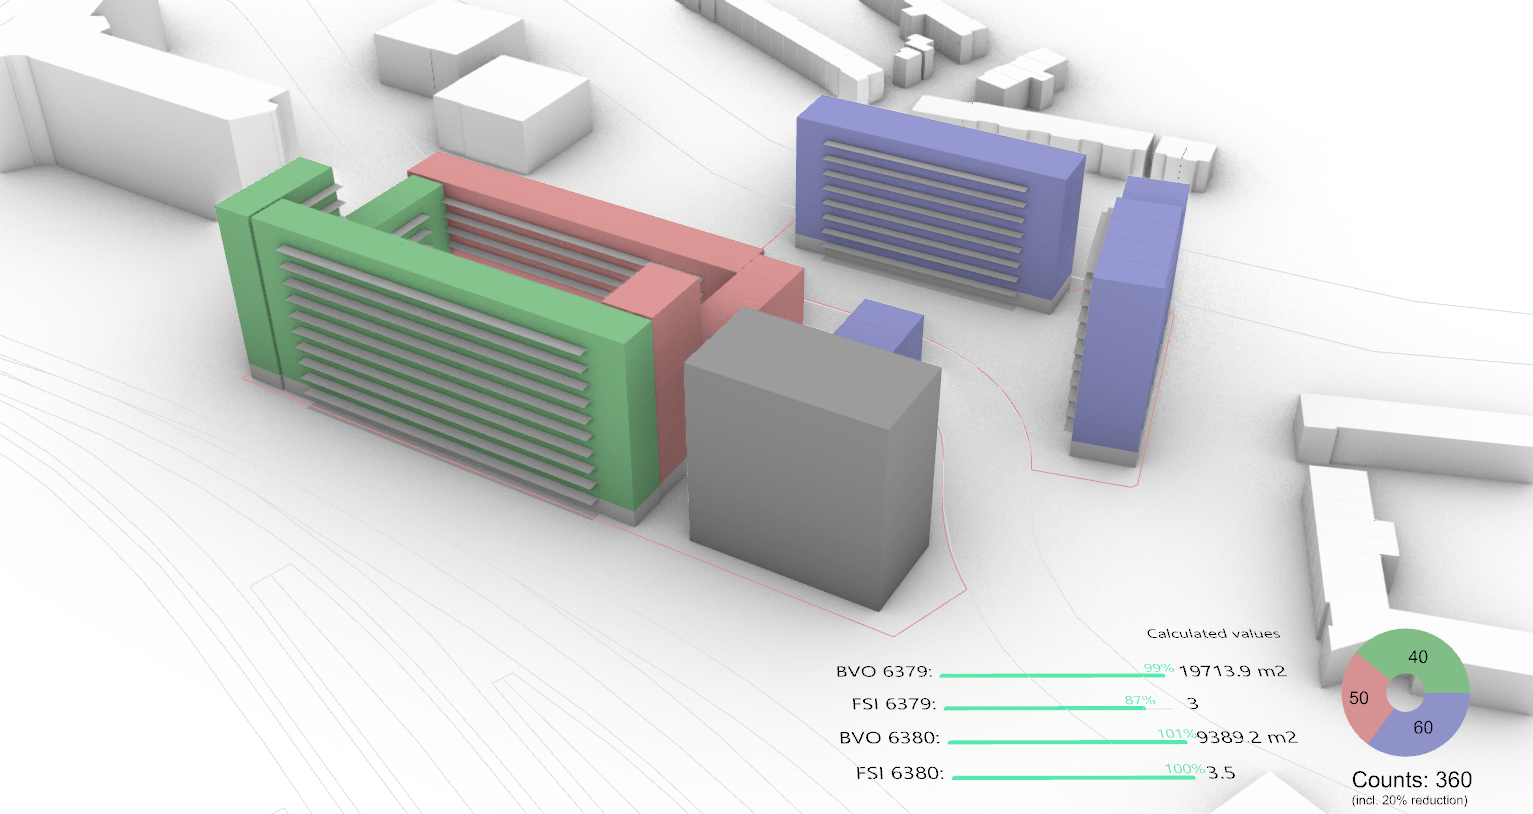 Calculated values
BVO 6379: 99% 19713.9 m2
FSI 6379: 87% 3
BVO 6380: 101% 9389.2 m2
FSI 6380: 100% 3.5
40
50
60
Counts: 360
(incl. 20% reduction)